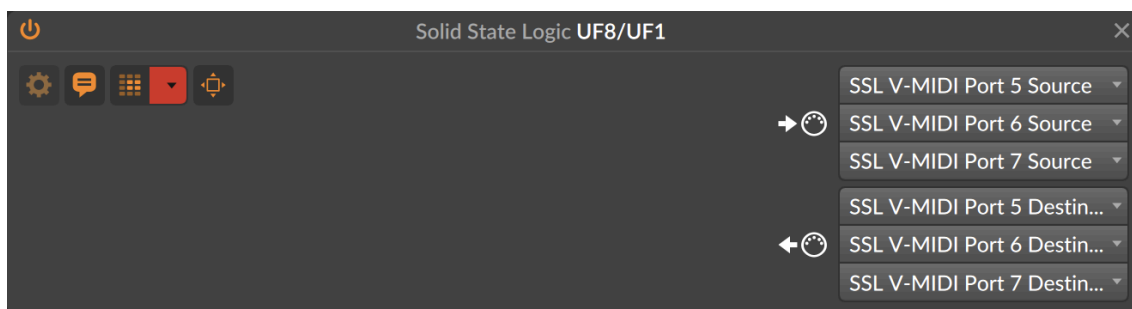 Solid State Logic UF8/UF1
SSL V-MIDI Port 5 Source
SSL V-MIDI Port 6 Source
SSL V-MIDI Port 7 Source
SSL V-MIDI Port 5 Destin...
SSL V-MIDI Port 6 Destin...
SSL V-MIDI Port 7 Destin...